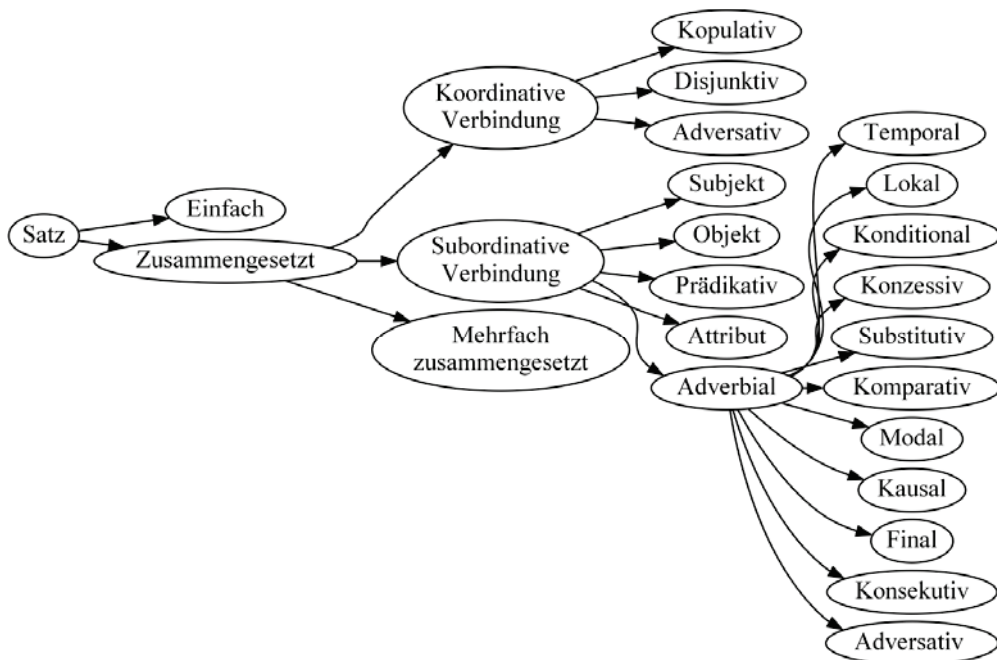 Satz
Einfach
Zusammengesetzt
Koordinative
Verbindung
Subordinative
Verbindung
Mehrfach
zusammengesetzt
Kopulativ
Disjunktiv
Adversativ
Subjekt
Objekt
Prädikativ
Attribut
Adverbial
Temporal
Lokal
Konditional
Konzessiv
Substitutiv
Komparativ
Modal
Kausal
Final
Konsekutiv
Adversativ